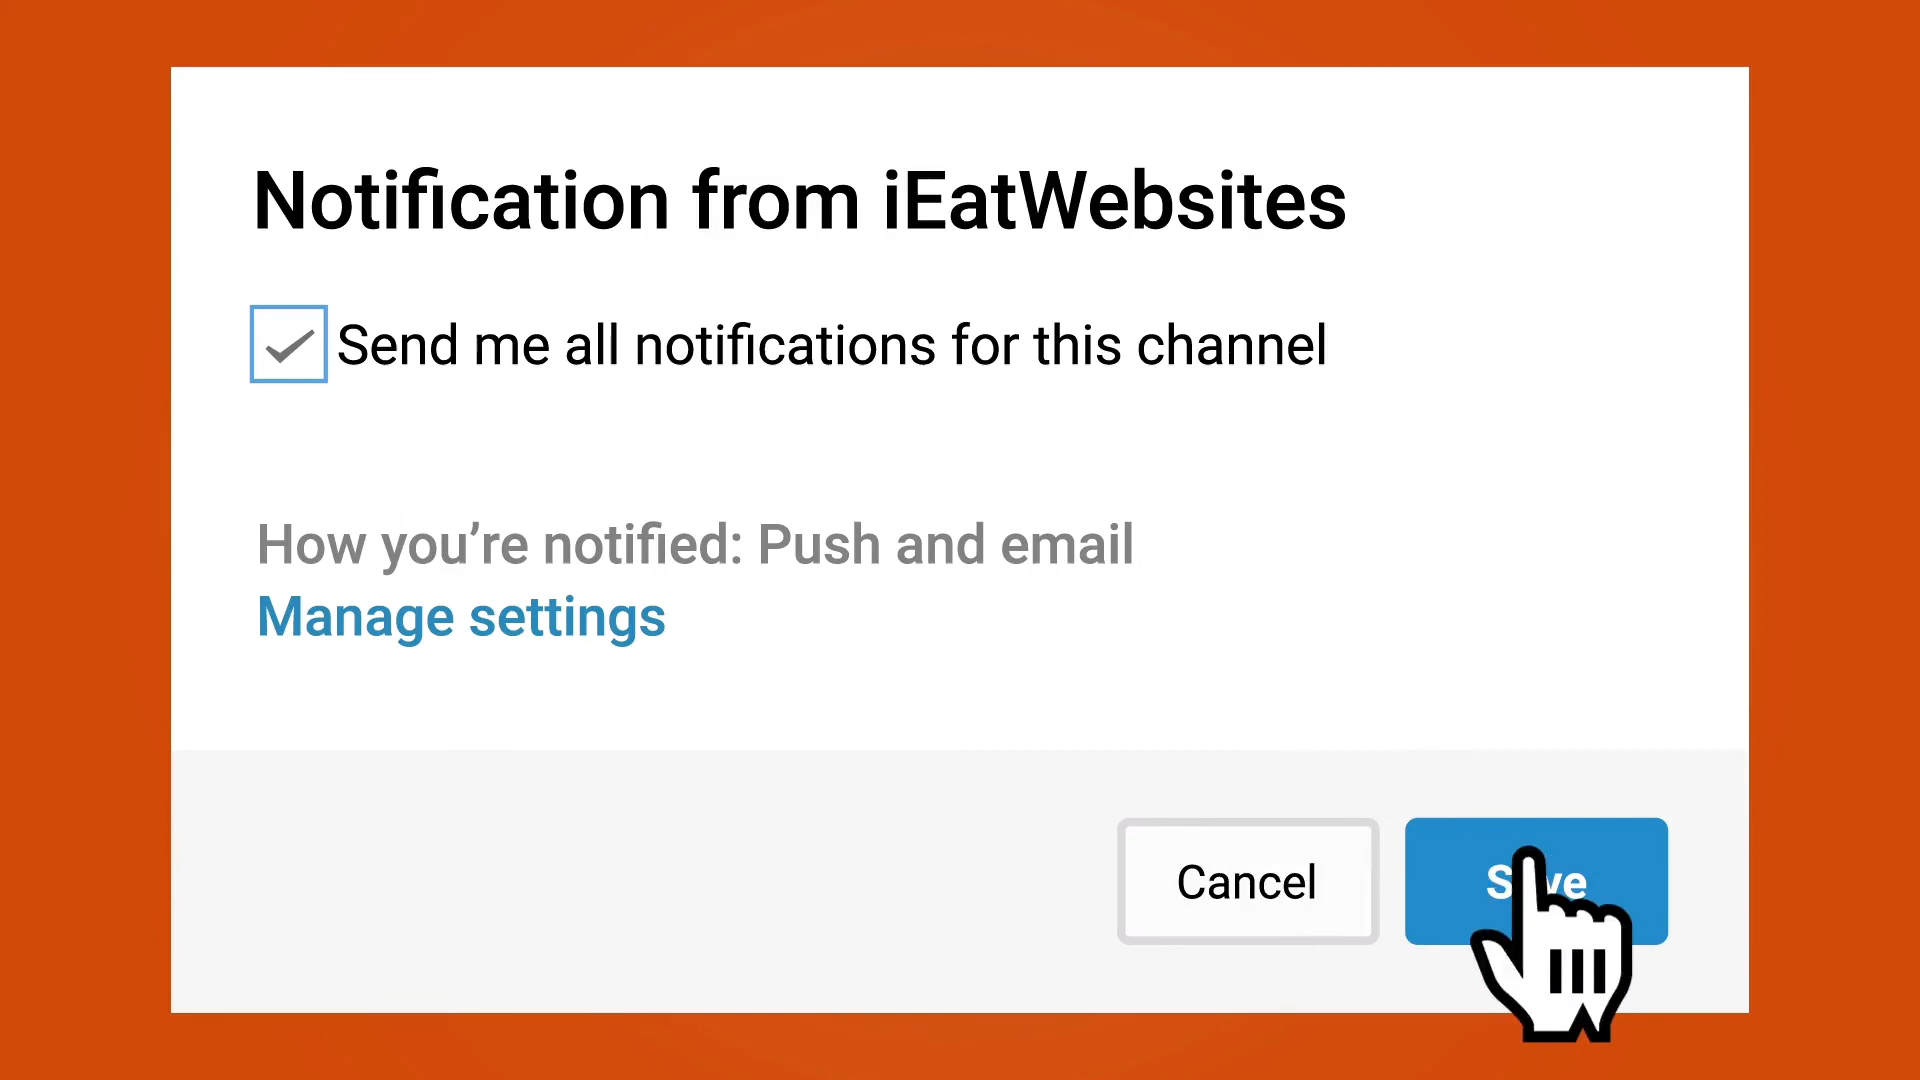 Notification from iEatWebsites
Send me all notifications for this channel
How you’re notified: Push and email
Manage settings
Cancel
Save